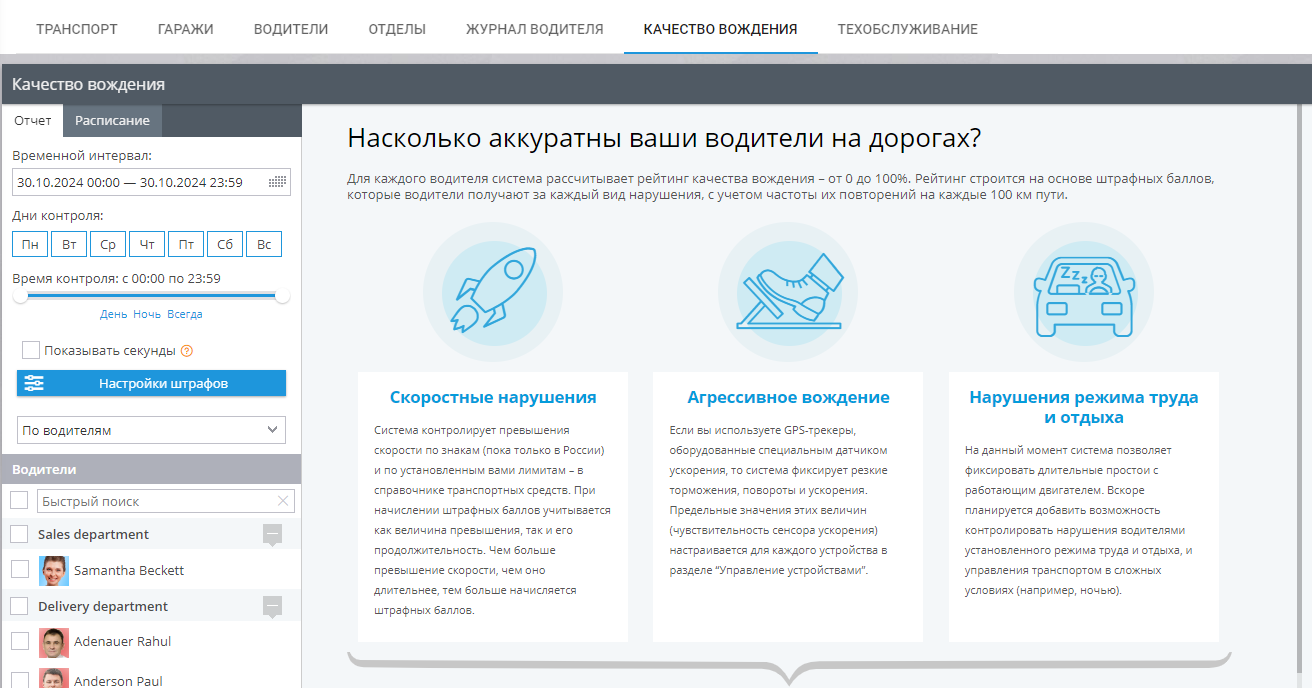 ТРАНСПОРТ ГАРАЖИ ВОДИТЕЛИ ОТДЕЛЫ ЖУРНАЛ ВОДИТЕЛЯ КАЧЕСТВО ВОЖДЕНИЯ ТЕХОБСЛУЖИВАНИЕ
Качество вождения
Отчет Расписание
Временной интервал:
30.10.2024 00:00 — 30.10.2024 23:59
Дни контроля:
Пн Вт Ср Чт Пт Сб Вс
Время контроля: с 00:00 по 23:59
День Ночь Всегда
Показывать секунды ?
Настройки штрафов
По водителям
Водители
Быстрый поиск
Sales department
Samantha Beckett
Delivery department
Adenauer Rahul
Anderson Paul
Насколько аккуратны ваши водители на дорогах?
Для каждого водителя система рассчитывает рейтинг качества вождения – от 0 до 100%. Рейтинг строится на основе штрафных баллов,
которые водители получают за каждый вид нарушения, с учетом частоты их повторений на каждые 100 км пути.
Скоростные нарушения
Система контролирует превышения
скорости по знакам (пока только в России)
и по установленным вами лимитам – в
справочнике транспортных средств. При
начислении штрафных баллов учитывается
как величина превышения, так и его
продолжительность. Чем больше
превышение скорости, чем оно
длительнее, тем больше начисляется
штрафных баллов.
Агрессивное вождение
Если вы используете GPS-трекеры,
оборудованные специальным датчиком
ускорения, то система фиксирует резкие
торможения, повороты и ускорения.
Предельные значения этих величин
(чувствительность сенсора ускорения)
настраивается для каждого устройства в
разделе “Управление устройствами”.
Zzz
Нарушения режима труда
и отдыха
На данный момент система позволяет
фиксировать длительные простои с
работающим двигателем. Вскоре
планируется добавить возможность
контролировать нарушения водителями
установленного режима труда и отдыха, и
управления транспортом в сложных
условиях (например, ночью).